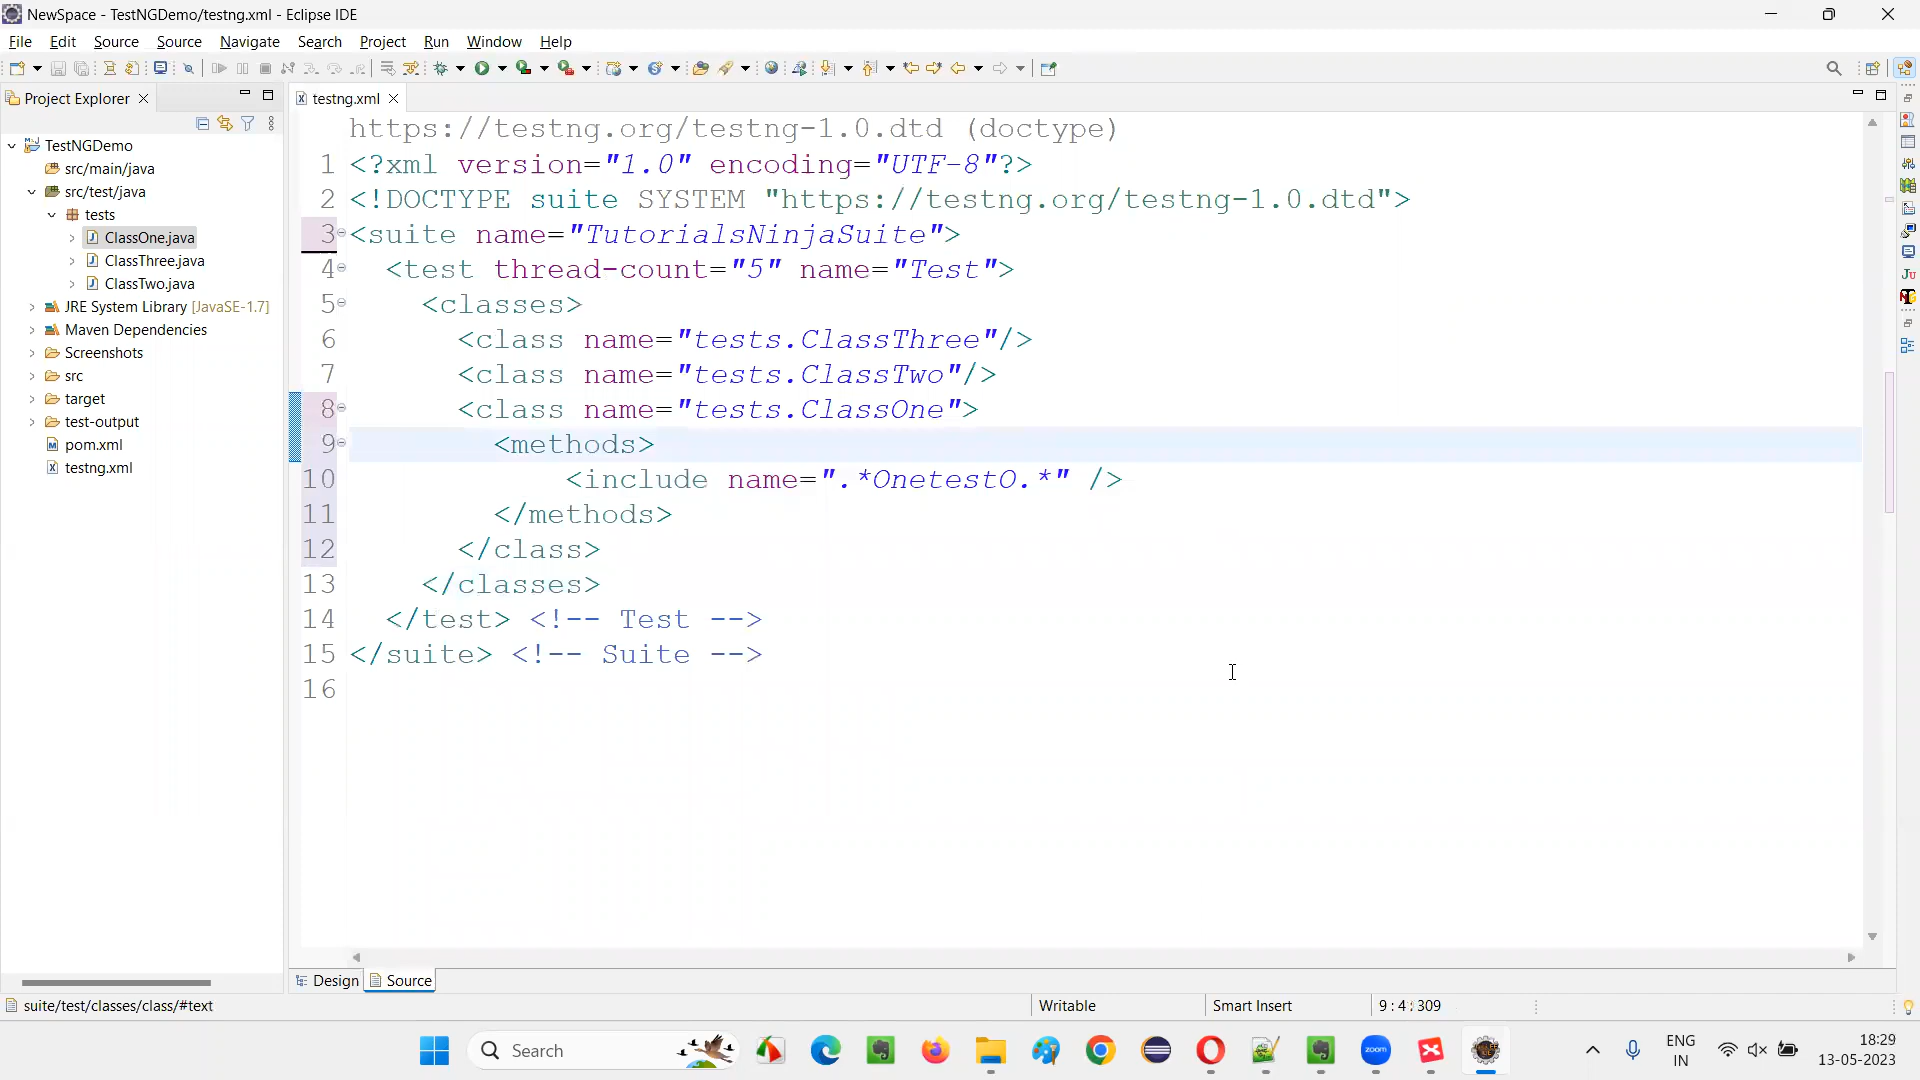 NewSpace - TestNGDemo/testng.xml - Eclipse IDE
File Edit Source Source Navigate Search Project Run Window Help
Project Explorer
testng.xml
TestNGDemo
src/main/java
src/test/java
tests
ClassOne.java
ClassThree.java
ClassTwo.java
JRE System Library [JavaSE-1.7]
Maven Dependencies
Screenshots
src
target
test-output
pom.xml
testng.xml
https://testng.org/testng-1.0.dtd (doctype)
1 <?xml version="1.0" encoding="UTF-8"?>
2 <!DOCTYPE suite SYSTEM "https://testng.org/testng-1.0.dtd">
3 <suite name="TutorialsNinjaSuite">
4 <test thread-count="5" name="Test">
5 <classes>
6 <class name="tests.ClassThree"/>
7 <class name="tests.ClassTwo"/>
8 <class name="tests.ClassOne">
9 <methods>
10 <include name=".*OnetestO.*" />
11 </methods>
12 </class>
13 </classes>
14 </test> <!-- Test -->
15 </suite> <!-- Suite -->
16
Design Source
suite/test/classes/class/#text Writable Smart Insert 9 : 4 : 309
Search
zoom
ENG
IN
18:29
13-05-2023